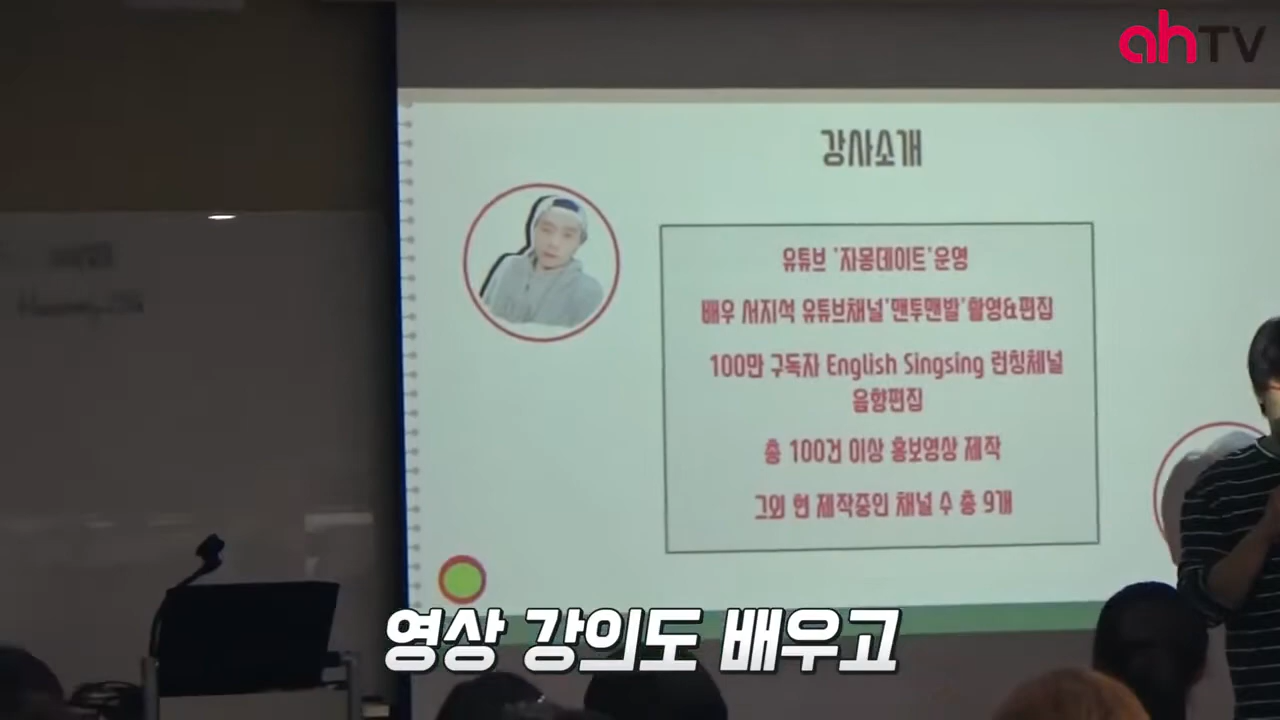 ahTV
강사소개
유튜브 '자몽데이트'운영
배우 서지석 유튜브채널'맨투맨발'촬영&편집
100만 구독자 English Singsing 런칭체널
음향편집
총 100건 이상 홍보영상 제작
그외 현 제작중인 채널 수 총 9개
영상 강의도 배우고